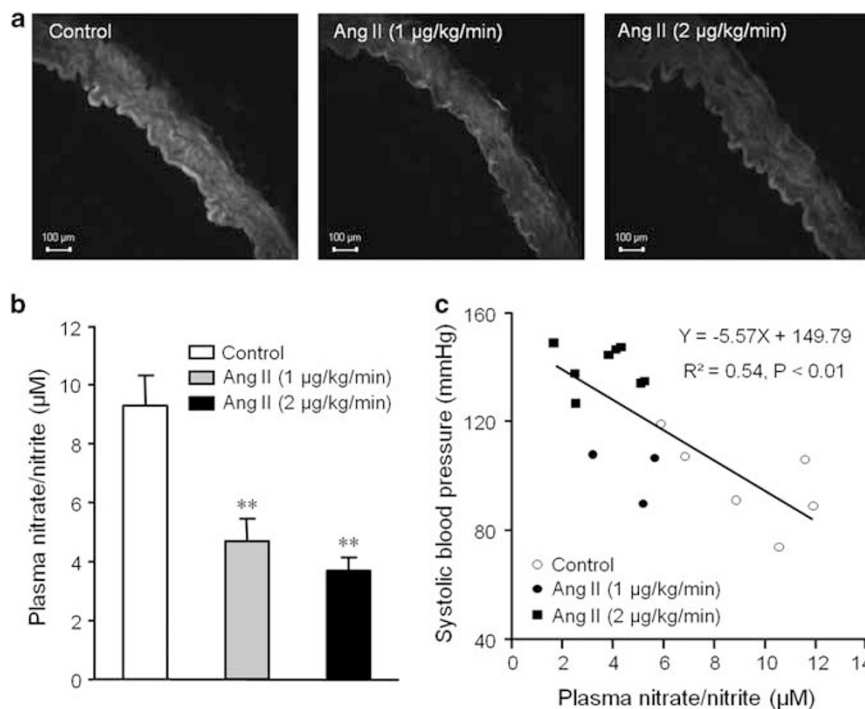 a
Control
Ang II (1 µg/kg/min)
Ang II (2 µg/kg/min)
100 µm
100 µm
100 µm
b
12
10
8
6
4
2
0
Plasma nitrate/nitrite (µM)
Control
Ang II (1 µg/kg/min)
Ang II (2 µg/kg/min)
**
**
c
160
120
80
40
Systolic blood pressure (mmHg)
Y = -5.57X + 149.79
R² = 0.54, P < 0.01
Control
Ang II (1 µg/kg/min)
Ang II (2 µg/kg/min)
0 2 4 6 8 10 12 14
Plasma nitrate/nitrite (µM)